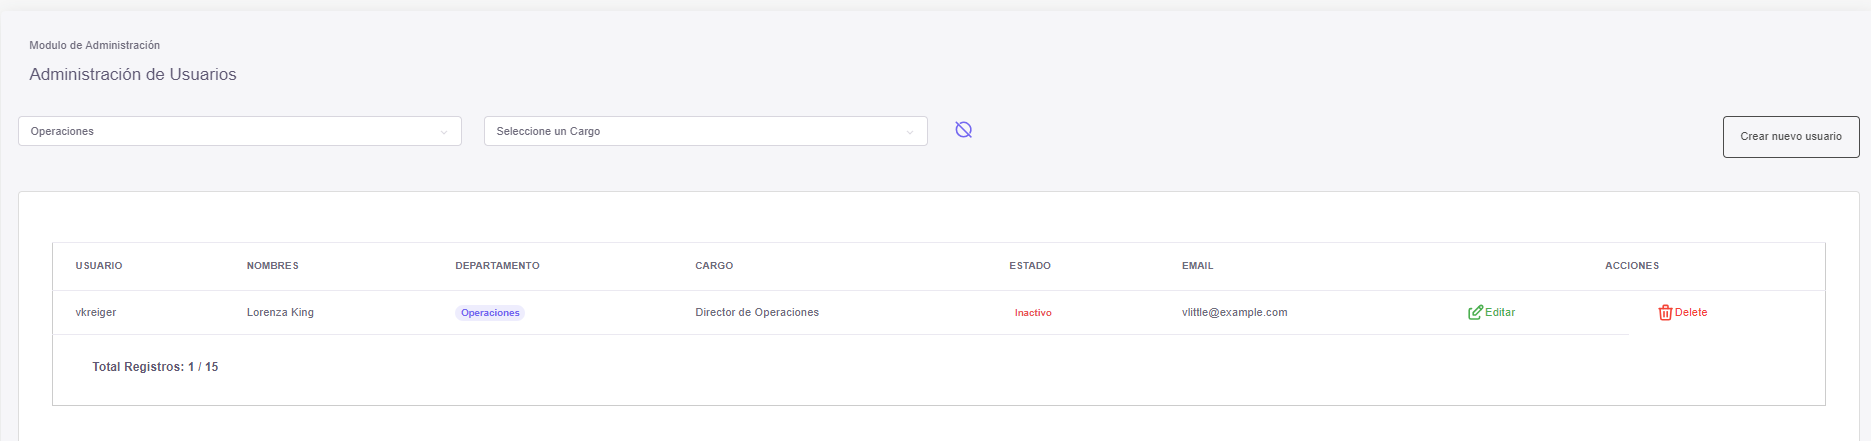 Modulo de Administración
Administración de Usuarios
Operaciones
Seleccione un Cargo
Crear nuevo usuario
USUARIO NOMBRES DEPARTAMENTO CARGO ESTADO EMAIL ACCIONES
vkreiger Lorenza King Operaciones Director de Operaciones Inactivo vlittle@example.com Editar Delete
Total Registros: 1 / 15